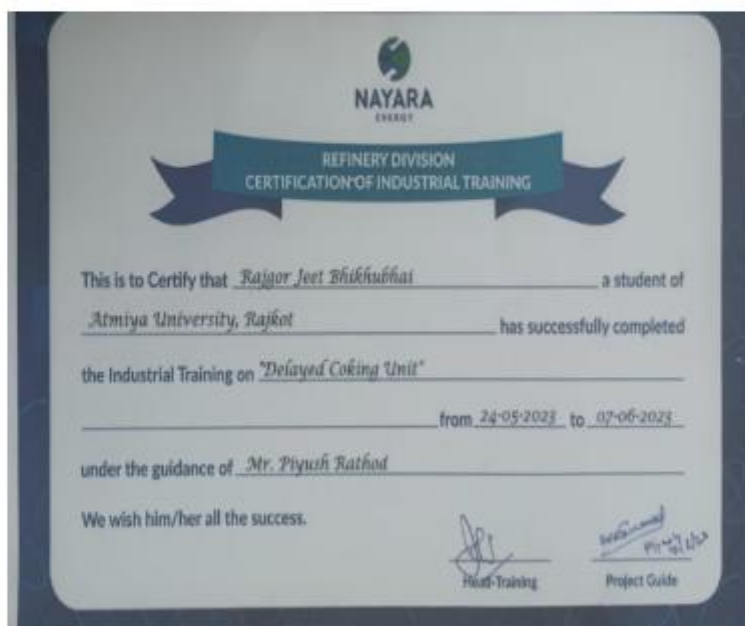 NAYARA
ENERGY
REFINERY DIVISION
CERTIFICATION OF INDUSTRIAL TRAINING
This is to Certify that Rajgor Jeet Bhikhubhai a student of
Atmiya University, Rajkot has successfully completed
the Industrial Training on "Delayed Coking Unit"
from 24-05-2023 to 07-06-2023
under the guidance of Mr. Piyush Rathod
We wish him/her all the success.
Head-Training Project Guide